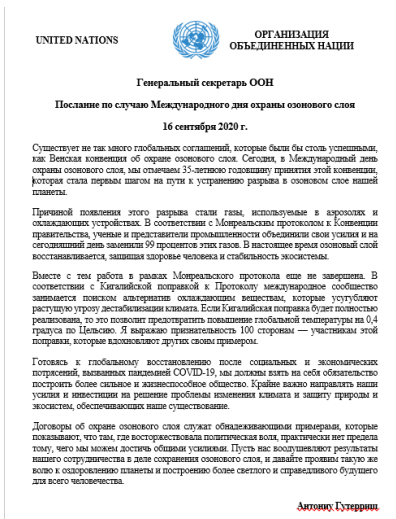 UNITED NATIONS
ОРГАНИЗАЦИЯ
ОБЪЕДИНЕННЫХ НАЦИИ
Генеральный секретарь ООН
Послание по случаю Международного дня охраны озонового слоя
16 сентября 2020 г.
Существует не так много глобальных соглашений, которые были бы столь успешными,
как Венская конвенция об охране озонового слоя. Сегодня, в Международный день
охраны озонового слоя, мы отмечаем 35-летнюю годовщину принятия этой конвенции,
которая стала первым шагом на пути к устранению разрыва в озоновом слое нашей
планеты.
Причиной появления этого разрыва стали газы, используемые в аэрозолях и
охлаждающих устройствах. В соответствии с Монреальским протоколом к Конвенции
правительства, ученые и представители промышленности объединили свои усилия и на
сегодняшний день заменили 99 процентов этих газов. В настоящее время озоновый слой
восстанавливается, защищая здоровье человека и стабильность экосистемы.
Вместе с тем работа в рамках Монреальского протокола еще не завершена. В
соответствии с Кигалийской поправкой к Протоколу международное сообщество
занимается поиском альтернатив охлаждающим веществам, которые усугубляют
растущую угрозу дестабилизации климата. Если Кигалийская поправка будет полностью
реализована, то это позволит предотвратить повышение глобальной температуры на 0,4
градуса по Цельсию. Я выражаю признательность 100 сторонам — участникам этой
поправки, которые вдохновляют других своим примером.
Готовясь к глобальному восстановлению после социальных и экономических
потрясений, вызванных пандемией COVID-19, мы должны взять на себя обязательство
построить более сильное и жизнеспособное общество. Крайне важно направлять наши
усилия и инвестиции на решение проблемы изменения климата и защиту природы и
экосистем, обеспечивающих наше существование.
Договоры об охране озонового слоя служат обнадеживающими примерами, которые
показывают, что там, где восторжествовала политическая воля, практически нет предела
тому, чего мы можем достичь общими усилиями. Пусть нас воодушевляют результаты
нашего сотрудничества в деле сохранения озонового слоя, и давайте проявим такую же
волю к оздоровлению планеты и построению более светлого и справедливого будущего
для всего человечества.
Антониу Гутерриш